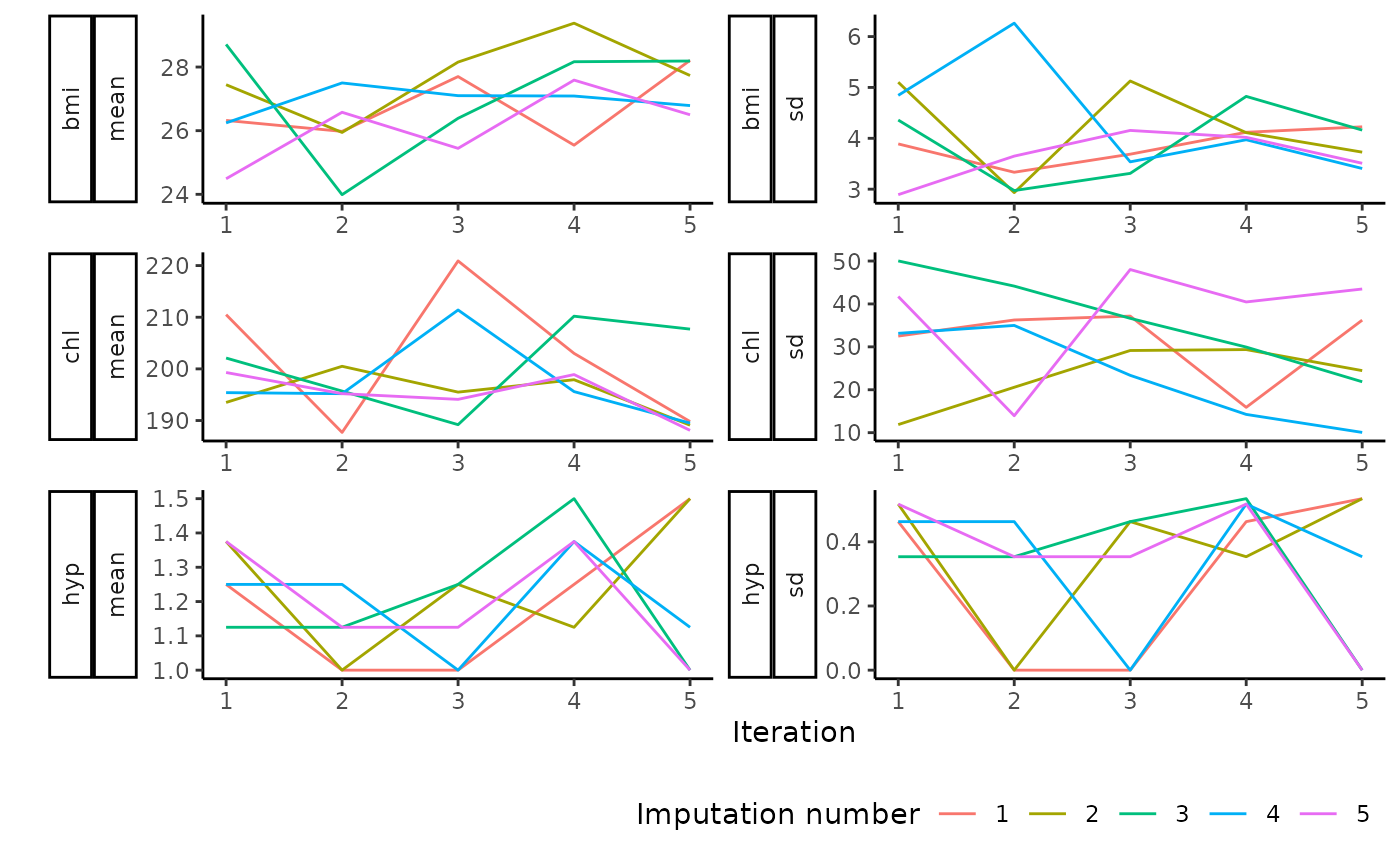 bmi mean 28 26 24 1 2 3 4 5
bmi sd 6 5 4 3 1 2 3 4 5
chl mean 220 210 200 190 1 2 3 4 5
chl sd 50 40 30 20 10 1 2 3 4 5
hyp mean 1.5 1.4 1.3 1.2 1.1 1.0 1 2 3 4 5
hyp sd 0.4 0.2 0.0 1 2 3 4 5
Iteration
Imputation number 1 2 3 4 5